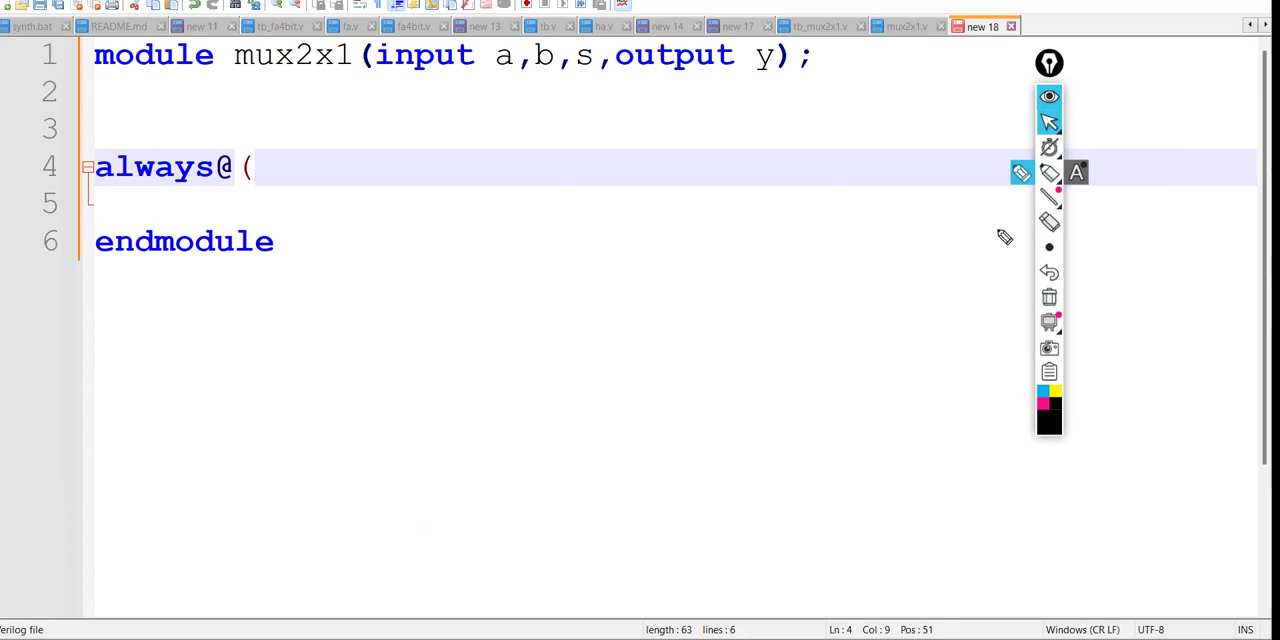 synth.bat README.md new 11 tb_fa4bit.v fa.v fa4bit.v new 13 tb.v ha.v new 14 new 17 tb_mux2x1.v mux2x1.v new 18
1 module mux2x1(input a,b,s,output y);
2
3
4 always@(
5
6 endmodule
A
erilog file length : 63 lines : 6 Ln : 4 Col : 9 Pos : 51 Windows (CR LF) UTF-8 INS